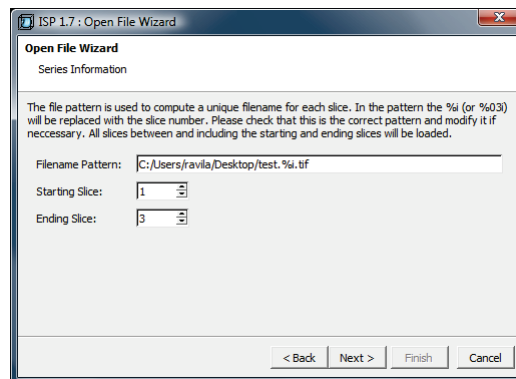 ISP 1.7 : Open File Wizard
Open File Wizard
Series Information
The file pattern is used to compute a unique filename for each slice. In the pattern the %i (or %03i)
will be replaced with the slice number. Please check that this is the correct pattern and modify it if
neccessary. All slices between and including the starting and ending slices will be loaded.
Filename Pattern: C:/Users/ravila/Desktop/test.%i.tif
Starting Slice: 1
Ending Slice: 3
< Back Next > Finish Cancel